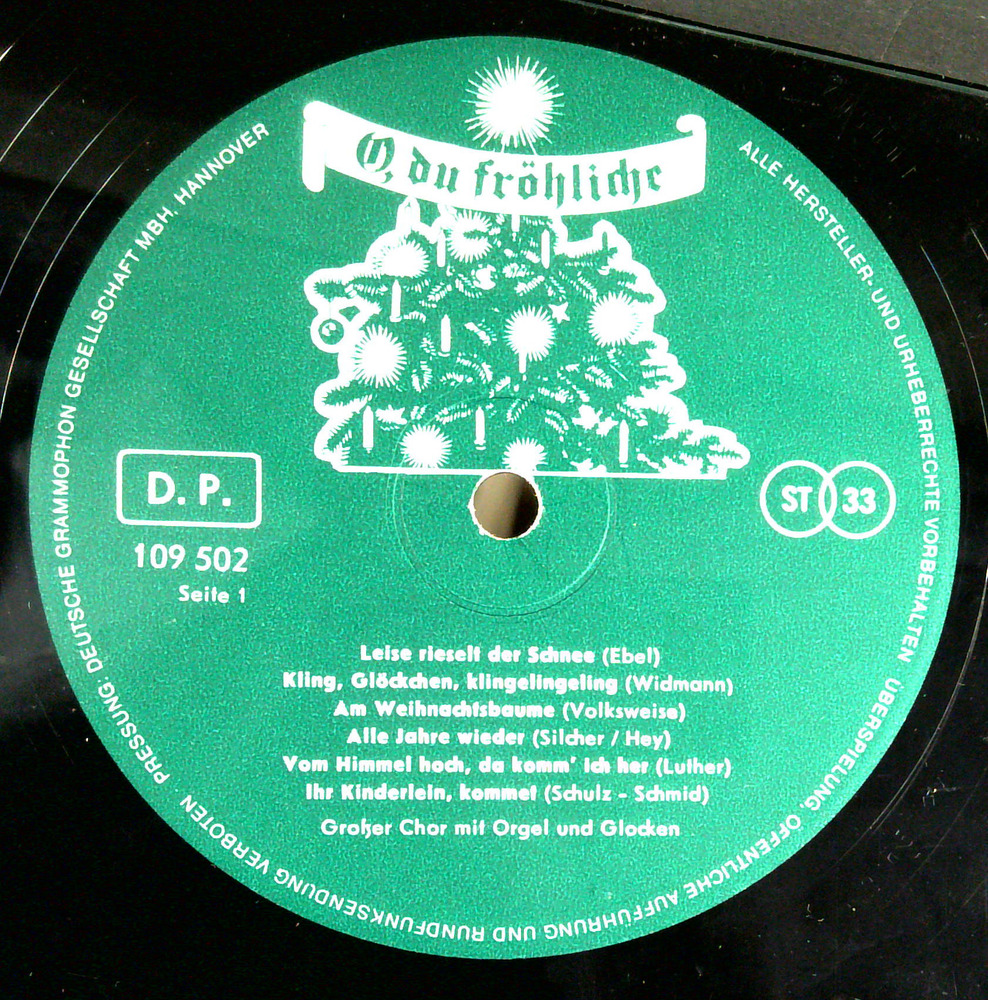 O, du fröhliche
ALLE HERSTELLER- UND URHEBERRECHTE VORBEHALTEN
ÜBERSPIELUNG, ÖFFENTLICHE AUFFÜHRUNG UND RUNDFUNKSENDUNG VERBOTEN ·
PRESSUNG: DEUTSCHE GRAMMOPHON GESELLSCHAFT MBH, HANNOVER
D. P.
109 502
Seite 1
ST 33
Leise rieselt der Schnee (Ebel)
Kling, Glöckchen, klingelingeling (Widmann)
Am Weihnachtsbaume (Volksweise)
Alle Jahre wieder (Silcher / Hey)
Vom Himmel hoch, da komm' ich her (Luther)
Ihr Kinderlein, kommet (Schulz - Schmid)
Großer Chor mit Orgel und Glocken